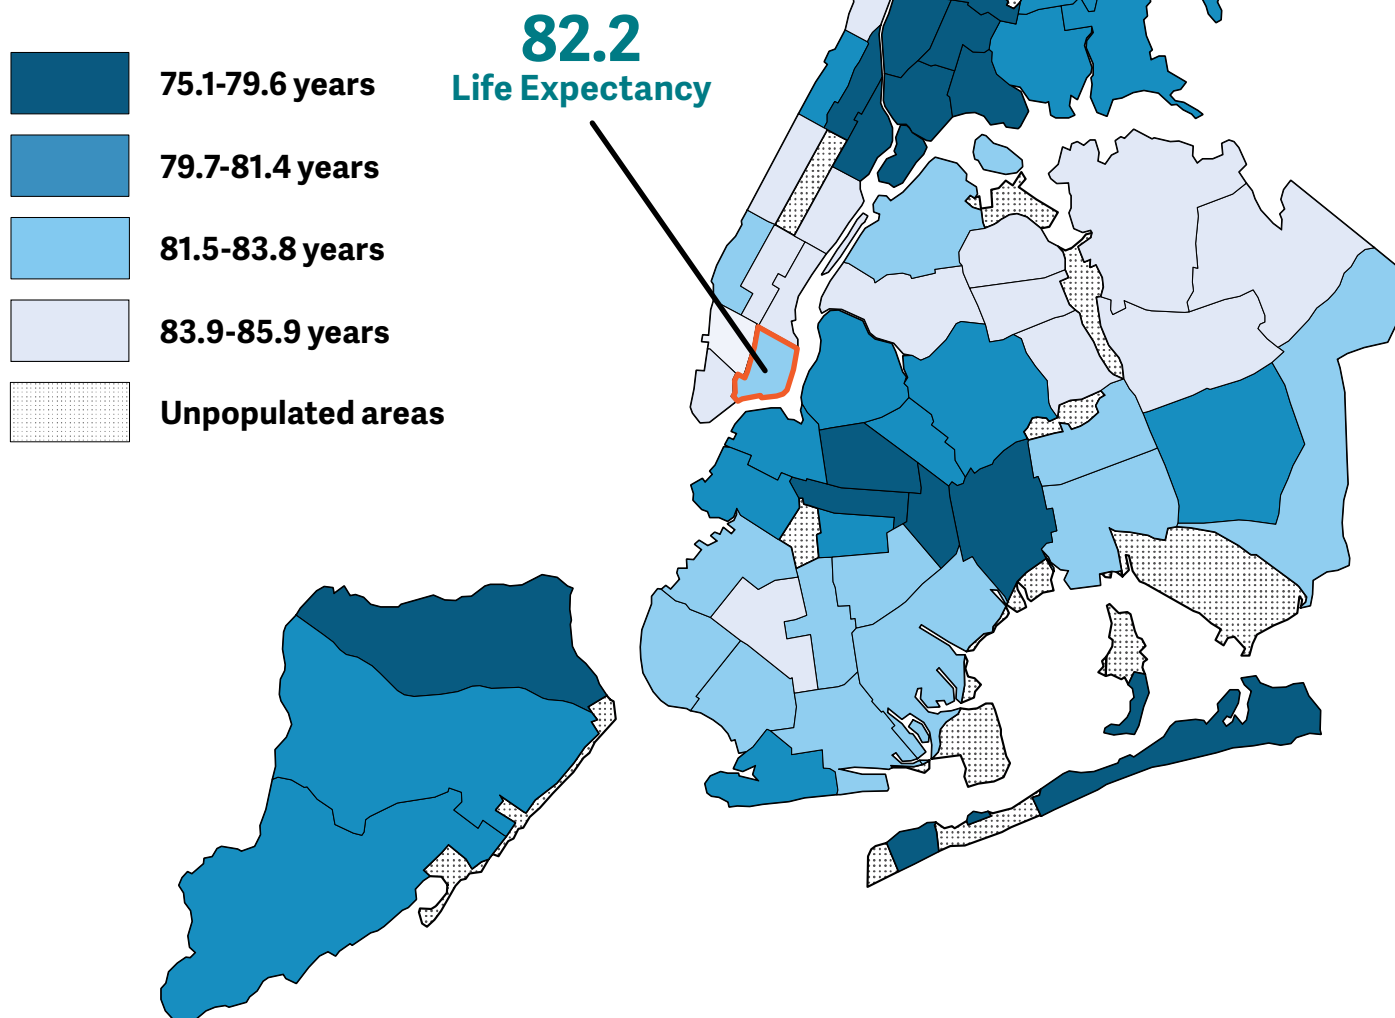 82.2
Life Expectancy
75.1-79.6 years
79.7-81.4 years
81.5-83.8 years
83.9-85.9 years
Unpopulated areas